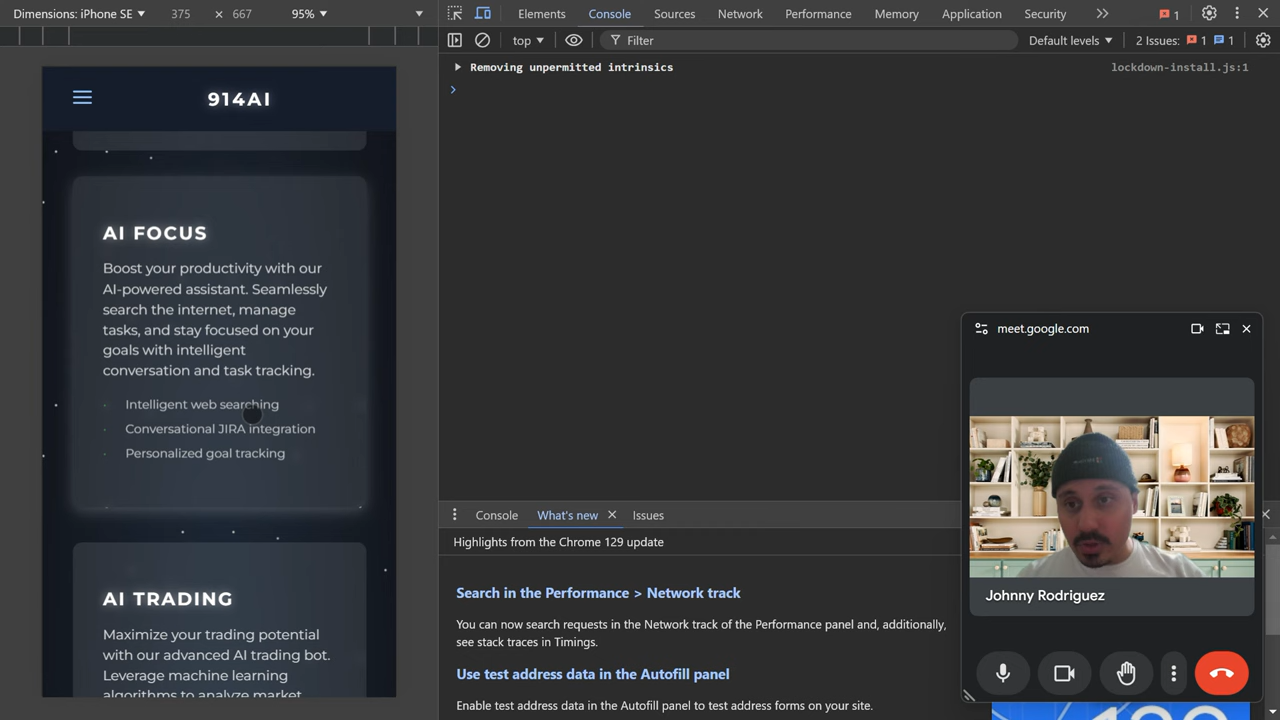 Dimensions: iPhone SE 375 × 667 95%
Elements Console Sources Network Performance Memory Application Security 1
top Filter Default levels 2 Issues: 1 1
Removing unpermitted intrinsics lockdown-install.js:1
914AI
AI FOCUS
Boost your productivity with our
AI-powered assistant. Seamlessly
search the internet, manage
tasks, and stay focused on your
goals with intelligent
conversation and task tracking.
· Intelligent web searching
· Conversational JIRA integration
· Personalized goal tracking
AI TRADING
Maximize your trading potential
with our advanced AI trading bot.
Leverage machine learning
algorithms to analyze market
Console What's new Issues
Highlights from the Chrome 129 update
Search in the Performance > Network track
You can now search requests in the Network track of the Performance panel and, additionally,
see stack traces in Timings.
Use test address data in the Autofill panel
Enable test address data in the Autofill panel to test address forms on your site.
meet.google.com
Johnny Rodriguez